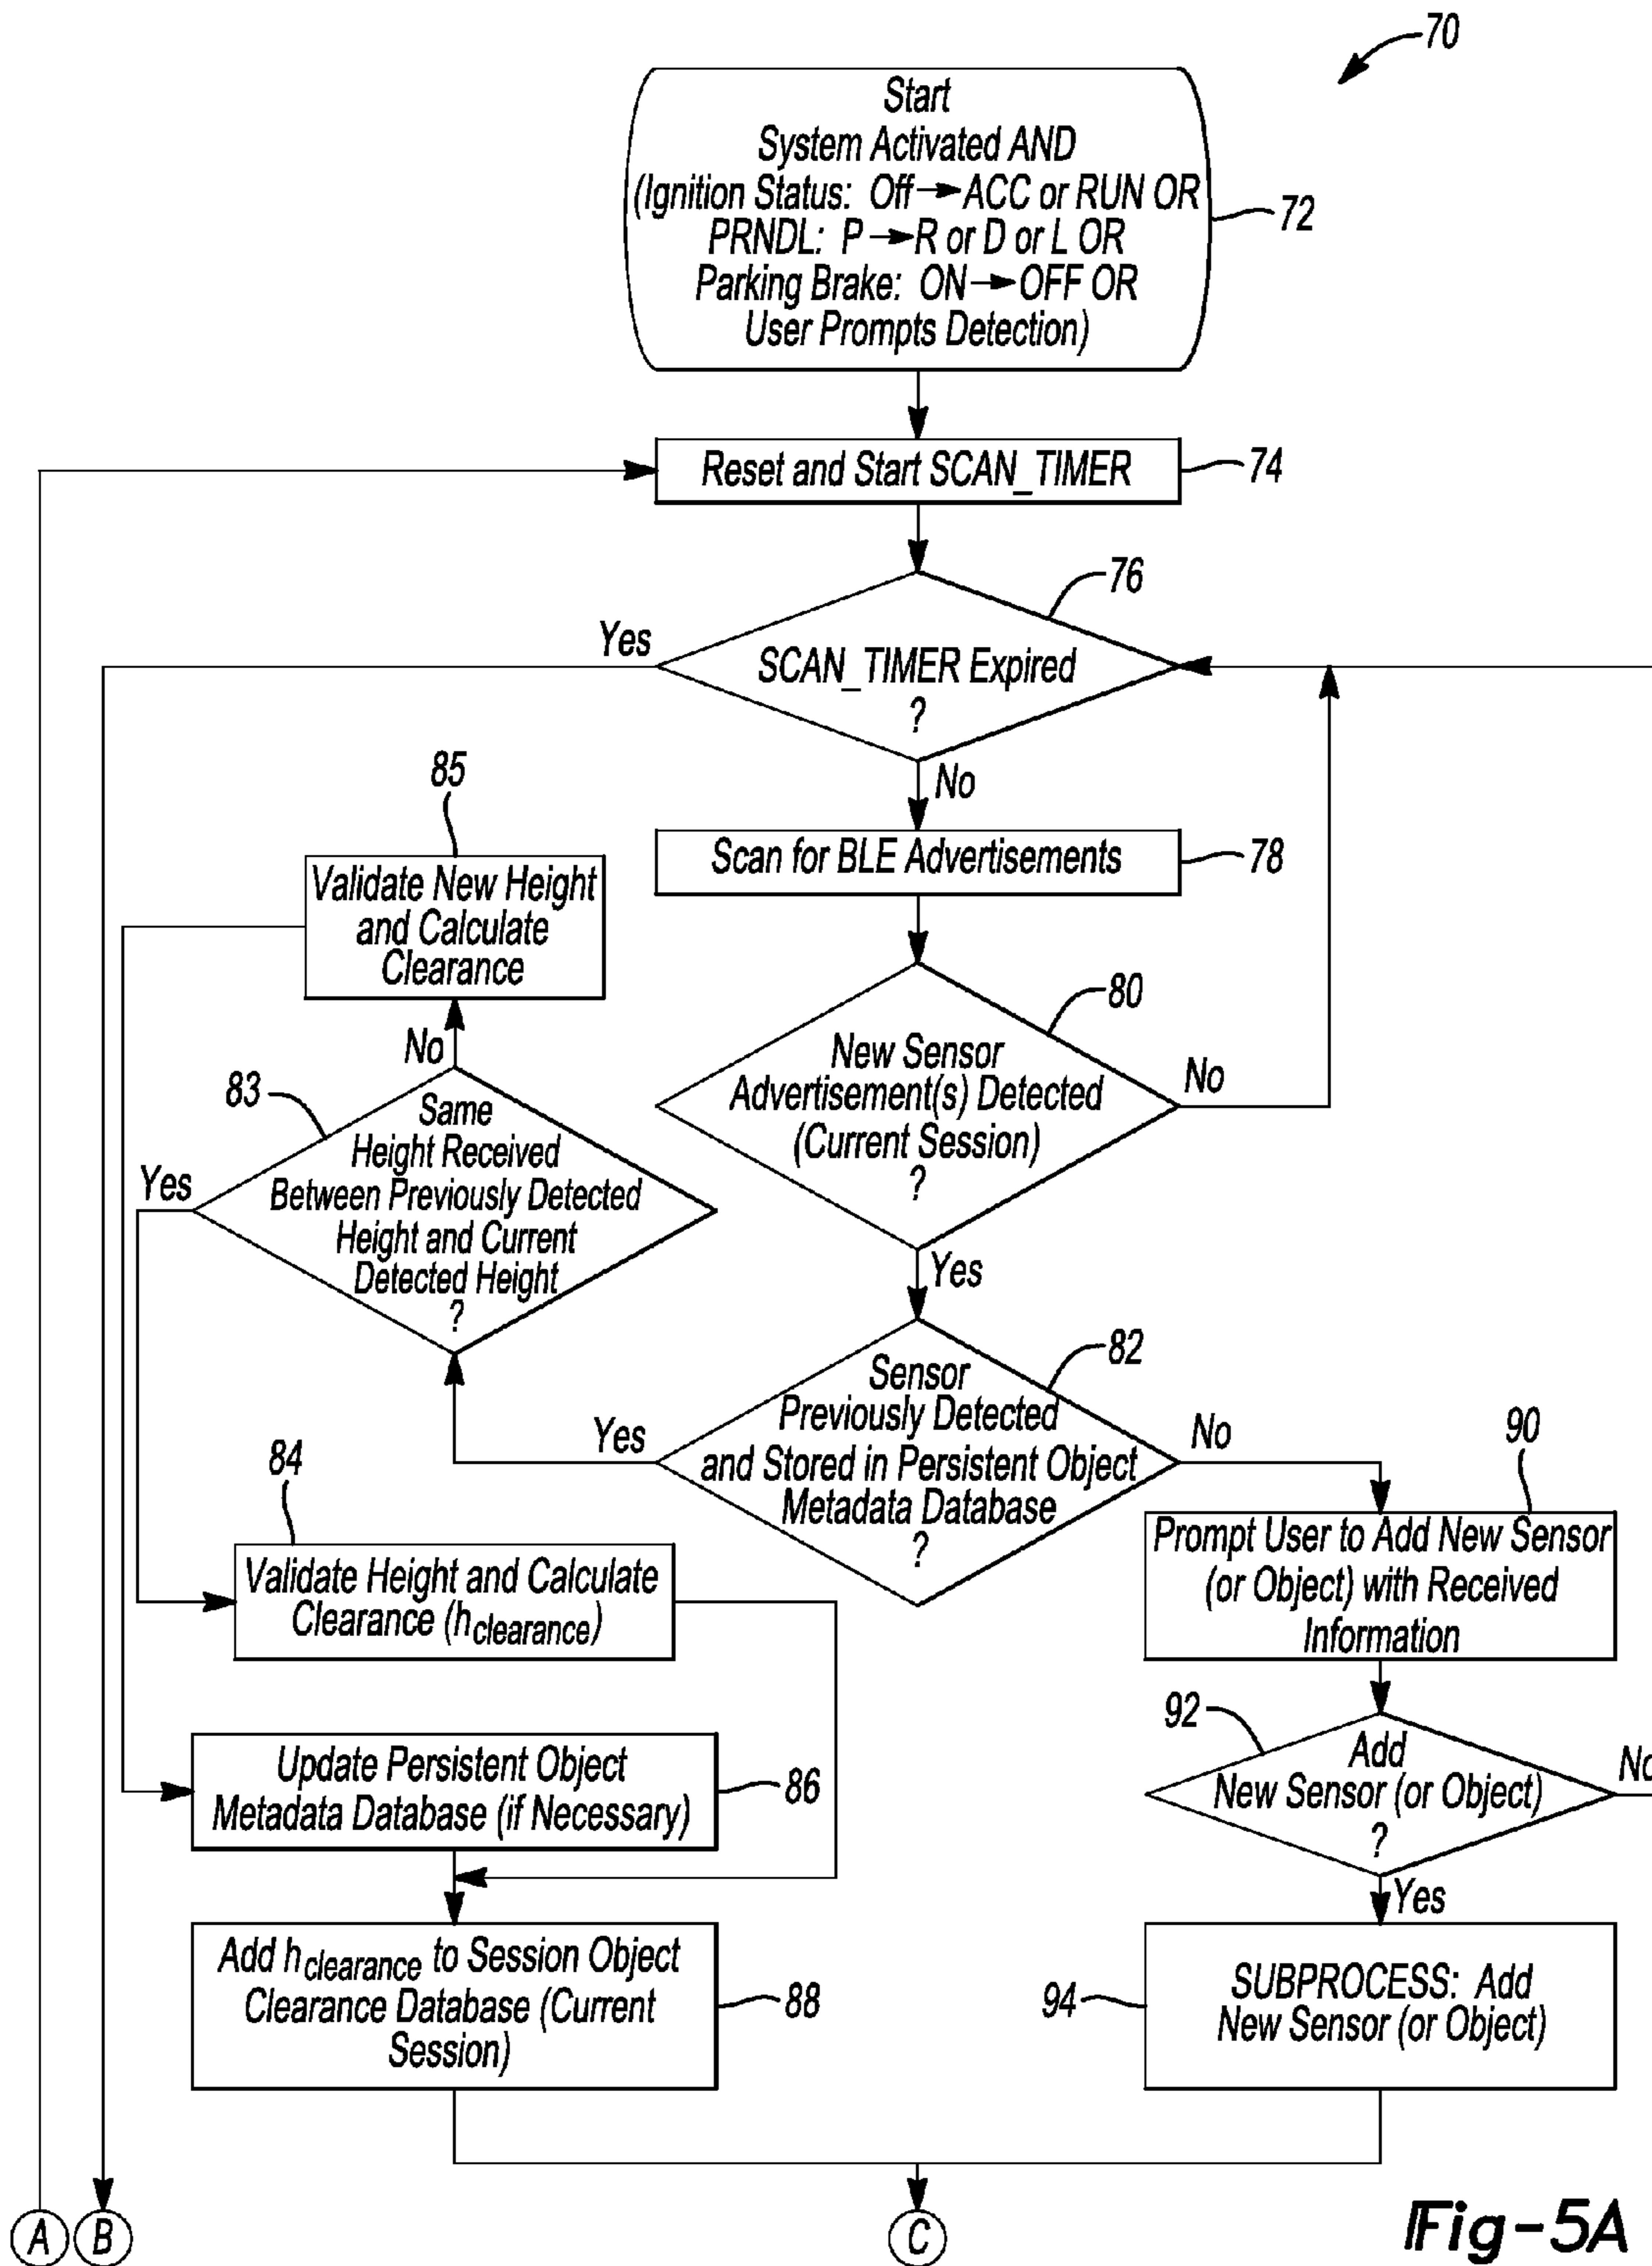 70
Start
System Activated AND
(Ignition Status: Off→ACC or RUN OR
PRNDL: P→R or D or L OR
Parking Brake: ON→OFF OR
User Prompts Detection)
72
Reset and Start SCAN_TIMER
74
76
Yes
SCAN_TIMER Expired
?
No
85
Validate New Height
and Calculate
Clearance
Scan for BLE Advertisements
78
80
New Sensor
Advertisement(s) Detected
(Current Session)
?
No
Yes
No
83
Same
Height Received
Between Previously Detected
Height and Current
Detected Height
?
Yes
82
Sensor
Previously Detected
and Stored in Persistent Object
Metadata Database
?
Yes
No
84
Validate Height and Calculate
Clearance (hclearance)
90
Prompt User to Add New Sensor
(or Object) with Received
Information
Update Persistent Object
Metadata Database (if Necessary)
86
92
Add
New Sensor (or Object)
?
No
Yes
Add hclearance to Session Object
Clearance Database (Current
Session)
88
94
SUBPROCESS: Add
New Sensor (or Object)
A
B
C
Fig-5A